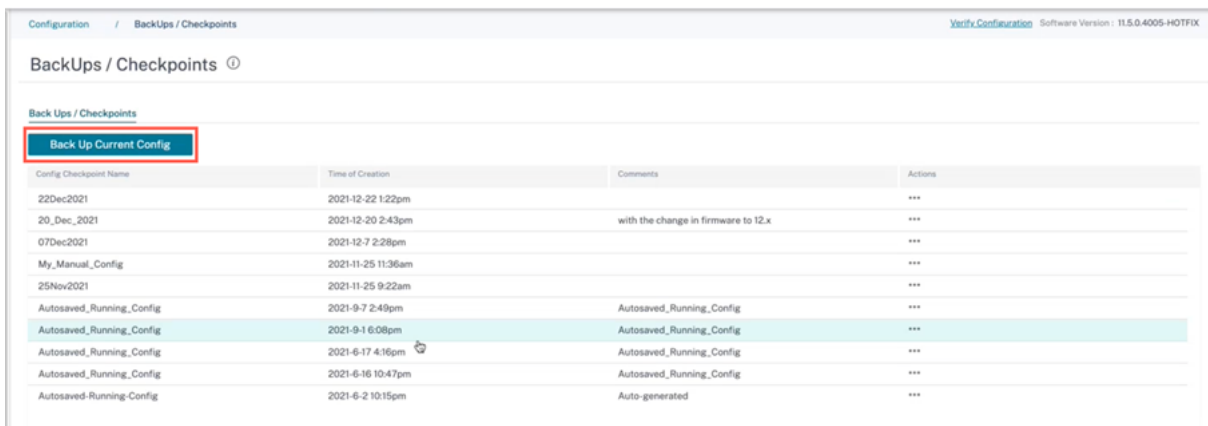 Configuration / BackUps / Checkpoints Verify Configuration Software Version : 11.5.0.4005-HOTFIX
BackUps / Checkpoints
Back Ups / Checkpoints
Back Up Current Config
Config Checkpoint Name Time of Creation Comments Actions
22Dec2021 2021-12-22 1:22pm
20_Dec_2021 2021-12-20 2:43pm with the change in firmware to 12.x
07Dec2021 2021-12-7 2:28pm
My_Manual_Config 2021-11-25 11:36am
25Nov2021 2021-11-25 9:22am
Autosaved_Running_Config 2021-9-7 2:49pm Autosaved_Running_Config
Autosaved_Running_Config 2021-9-1 6:08pm Autosaved_Running_Config
Autosaved_Running_Config 2021-6-17 4:16pm Autosaved_Running_Config
Autosaved_Running_Config 2021-6-16 10:47pm Autosaved_Running_Config
Autosaved-Running-Config 2021-6-2 10:15pm Auto-generated